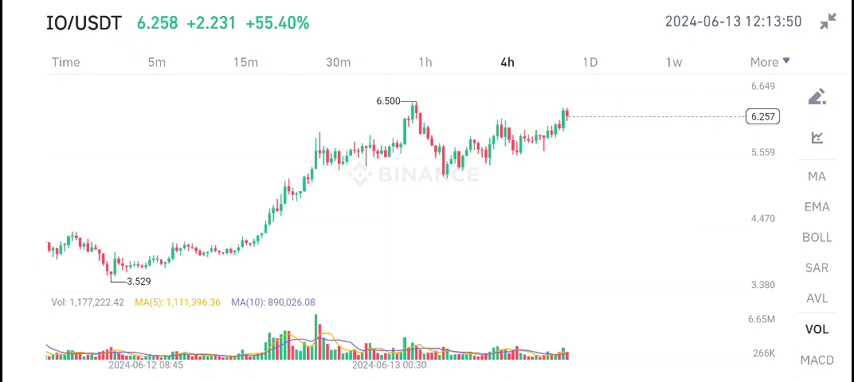 IO/USDT 6.258 +2.231 +55.40% 2024-06-13 12:13:50
Time 5m 15m 30m 1h 4h 1D 1w More
6.649
6.500
6.257
5.559
BINANCE
4.470
3.529
3.380
Vol: 1,177,222.42 MA(5): 1,111,396.36 MA(10): 890,026.08
6.65M
266K
2024-06-12 08:45 2024-06-13 00:30
MA
EMA
BOLL
SAR
AVL
VOL
MACD